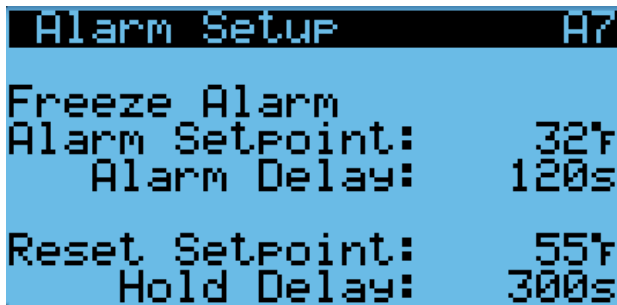 Alarm Setup A7
Freeze Alarm
Alarm Setpoint: 32°F
Alarm Delay: 120s
Reset Setpoint: 55°F
Hold Delay: 300s